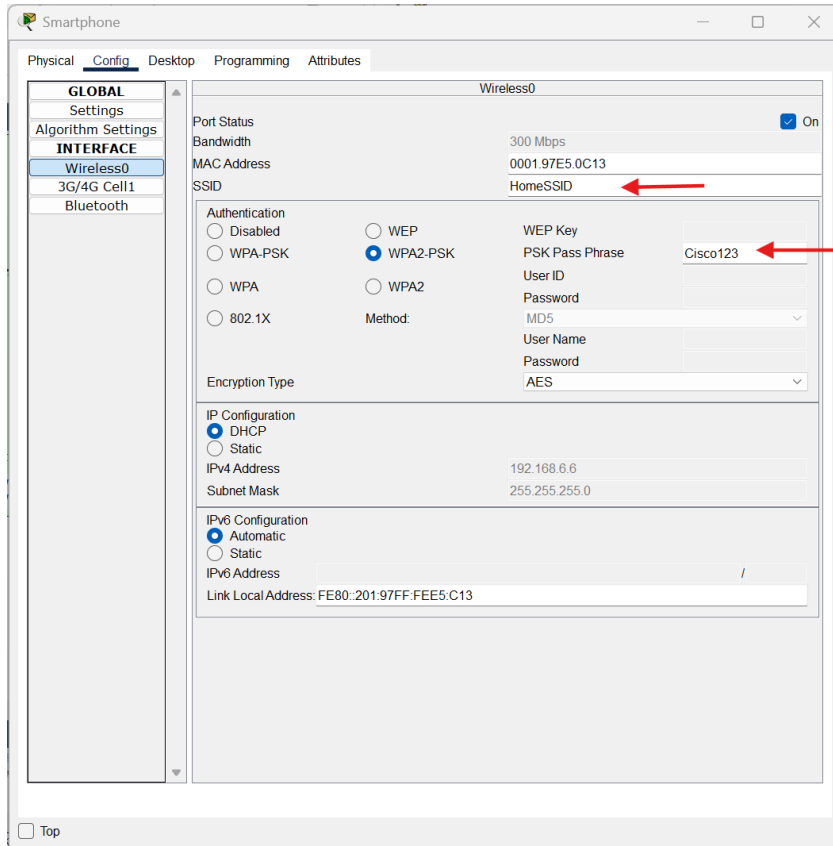 Smartphone
Physical Config Desktop Programming Attributes
GLOBAL
Settings
Algorithm Settings
INTERFACE
Wireless0
3G/4G Cell1
Bluetooth
Wireless0
Port Status On
Bandwidth 300 Mbps
MAC Address 0001.97E5.0C13
SSID HomeSSID
Authentication
Disabled WEP WEP Key
WPA-PSK WPA2-PSK PSK Pass Phrase Cisco123
User ID
WPA WPA2
Password
802.1X Method: MD5
User Name
Password
Encryption Type AES
IP Configuration
DHCP
Static
IPv4 Address 192.168.6.6
Subnet Mask 255.255.255.0
IPv6 Configuration
Automatic
Static
IPv6 Address /
Link Local Address: FE80::201:97FF:FEE5:C13
Top